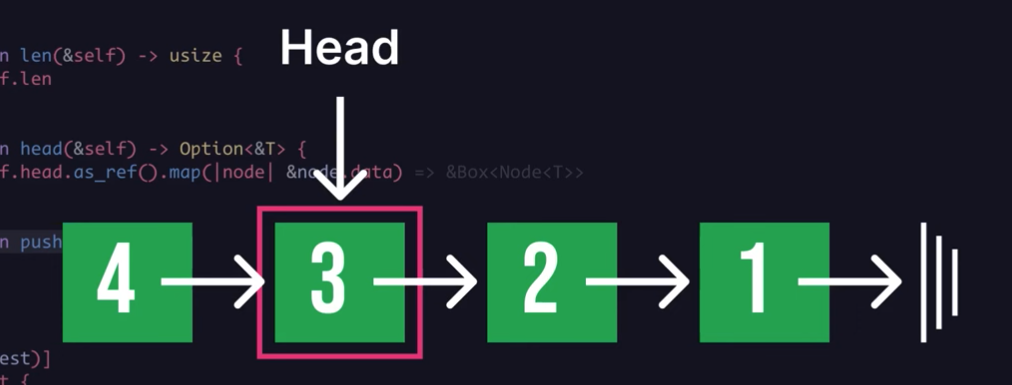 n len(&self) -> usize {
Head
f.len
n head(&self) -> Option<&T> {
f.head.as_ref().map(|node| &node.data) => &Box<Node<T>>
n push
4 3 2 1
est)]
t {